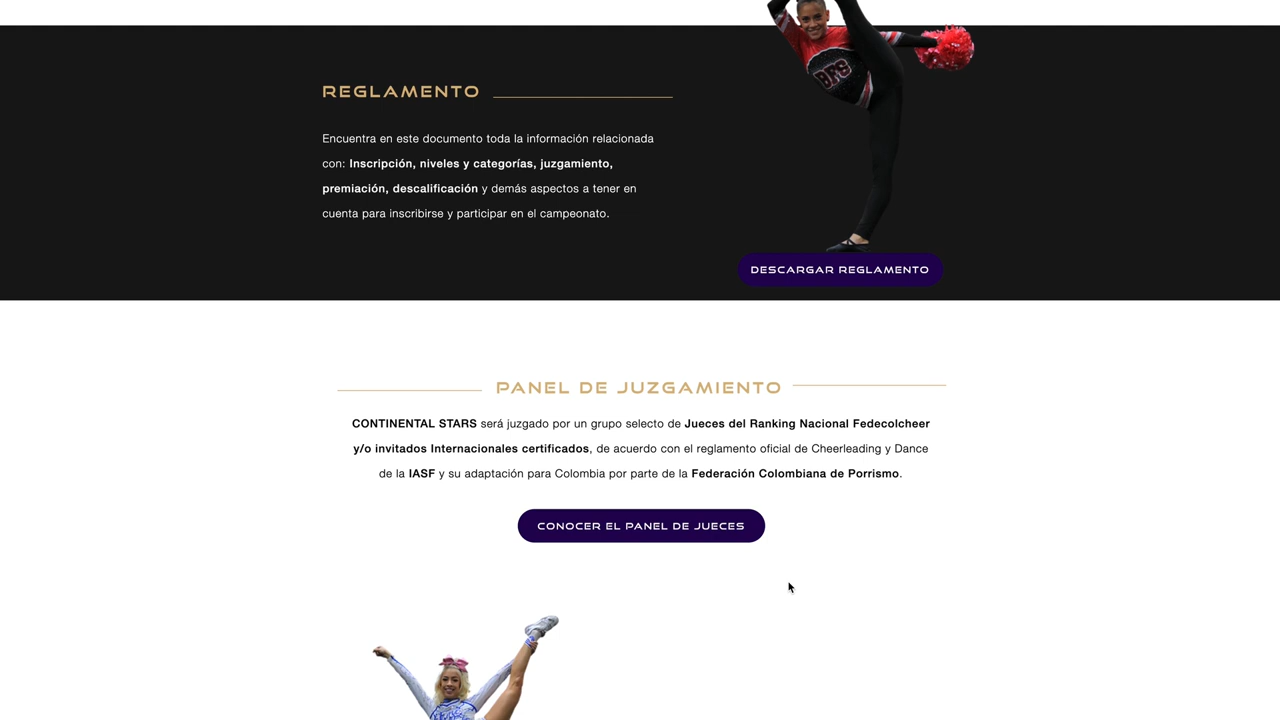 REGLAMENTO
Encuentra en este documento toda la información relacionada
con: Inscripción, niveles y categorías, juzgamiento,
premiación, descalificación y demás aspectos a tener en
cuenta para inscribirse y participar en el campeonato.
BFS
DESCARGAR REGLAMENTO
PANEL DE JUZGAMIENTO
CONTINENTAL STARS será juzgado por un grupo selecto de Jueces del Ranking Nacional Fedecolcheer
y/o invitados Internacionales certificados, de acuerdo con el reglamento oficial de Cheerleading y Dance
de la IASF y su adaptación para Colombia por parte de la Federación Colombiana de Porrismo.
CONOCER EL PANEL DE JUECES